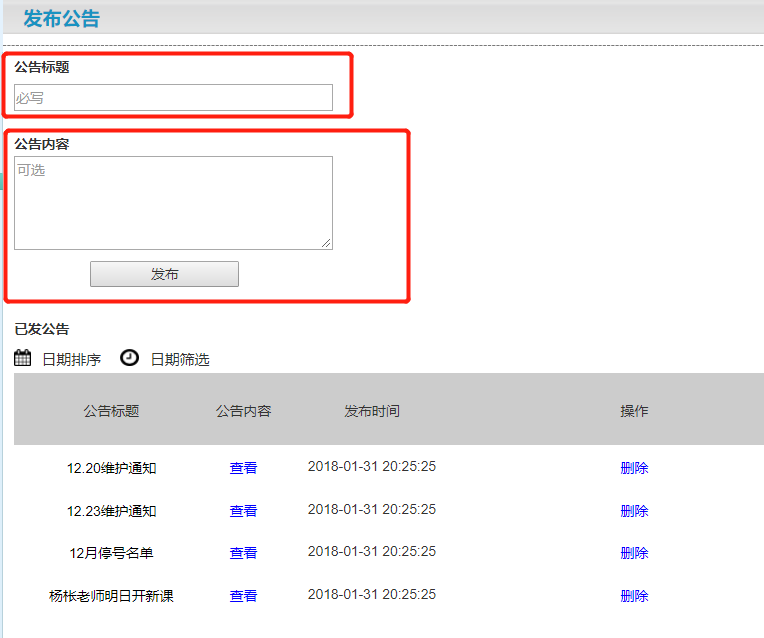 发布公告
公告标题
必写
公告内容
可选
发布
已发公告
日期排序 日期筛选
公告标题 公告内容 发布时间 操作
12.20维护通知 查看 2018-01-31 20:25:25 删除
12.23维护通知 查看 2018-01-31 20:25:25 删除
12月停号名单 查看 2018-01-31 20:25:25 删除
杨枨老师明日开新课 查看 2018-01-31 20:25:25 删除